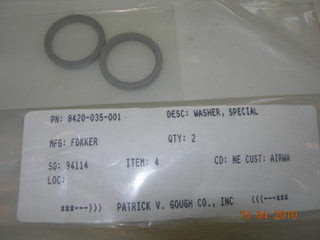 PN: 8420-035-001 DESC: WASHER, SPECIAL
MFG: FOKKER QTY: 2
SO: 94114 ITEM: 4 CD: NE CUST: AIRWA
LOC:
***---))) PATRICK V. GOUGH CO., INC (((---***